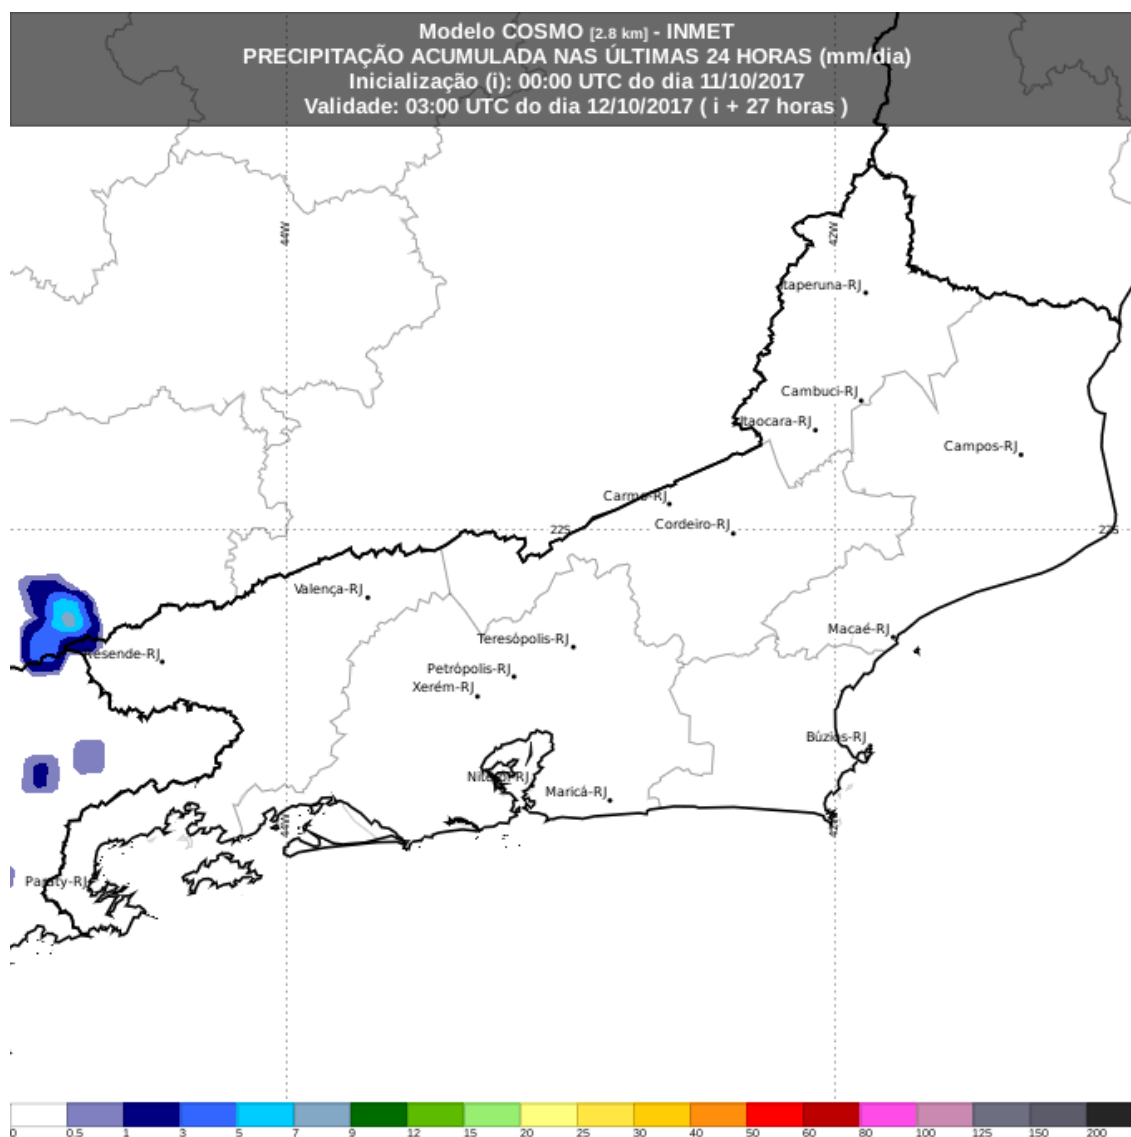 Modelo COSMO [2.8 km] - INMET
PRECIPITAÇÃO ACUMULADA NAS ÚLTIMAS 24 HORAS (mm/dia)
Inicialização (i): 00:00 UTC do dia 11/10/2017
Validade: 03:00 UTC do dia 12/10/2017 ( i + 27 horas )
44W
42W
Itaperuna-RJ
Cambuci-RJ
Itaocara-RJ
Campos-RJ
Carmo-RJ
Cordeiro-RJ
22S
22S
Valença-RJ
Macaé-RJ
Teresópolis-RJ
Resende-RJ
Petrópolis-RJ
Xerém-RJ
Búzios-RJ
Niterói-RJ
Maricá-RJ
44W
42W
Paraty-RJ
0 0.5 1 3 5 7 9 12 15 20 25 30 40 50 60 80 100 125 150 200